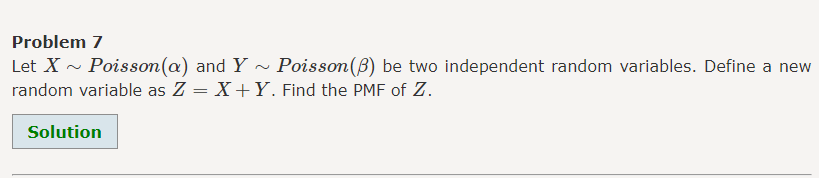 Problem 7
Let X ∼ Poisson(α) and Y ∼ Poisson(β) be two independent random variables. Define a new
random variable as Z = X + Y. Find the PMF of Z.
Solution